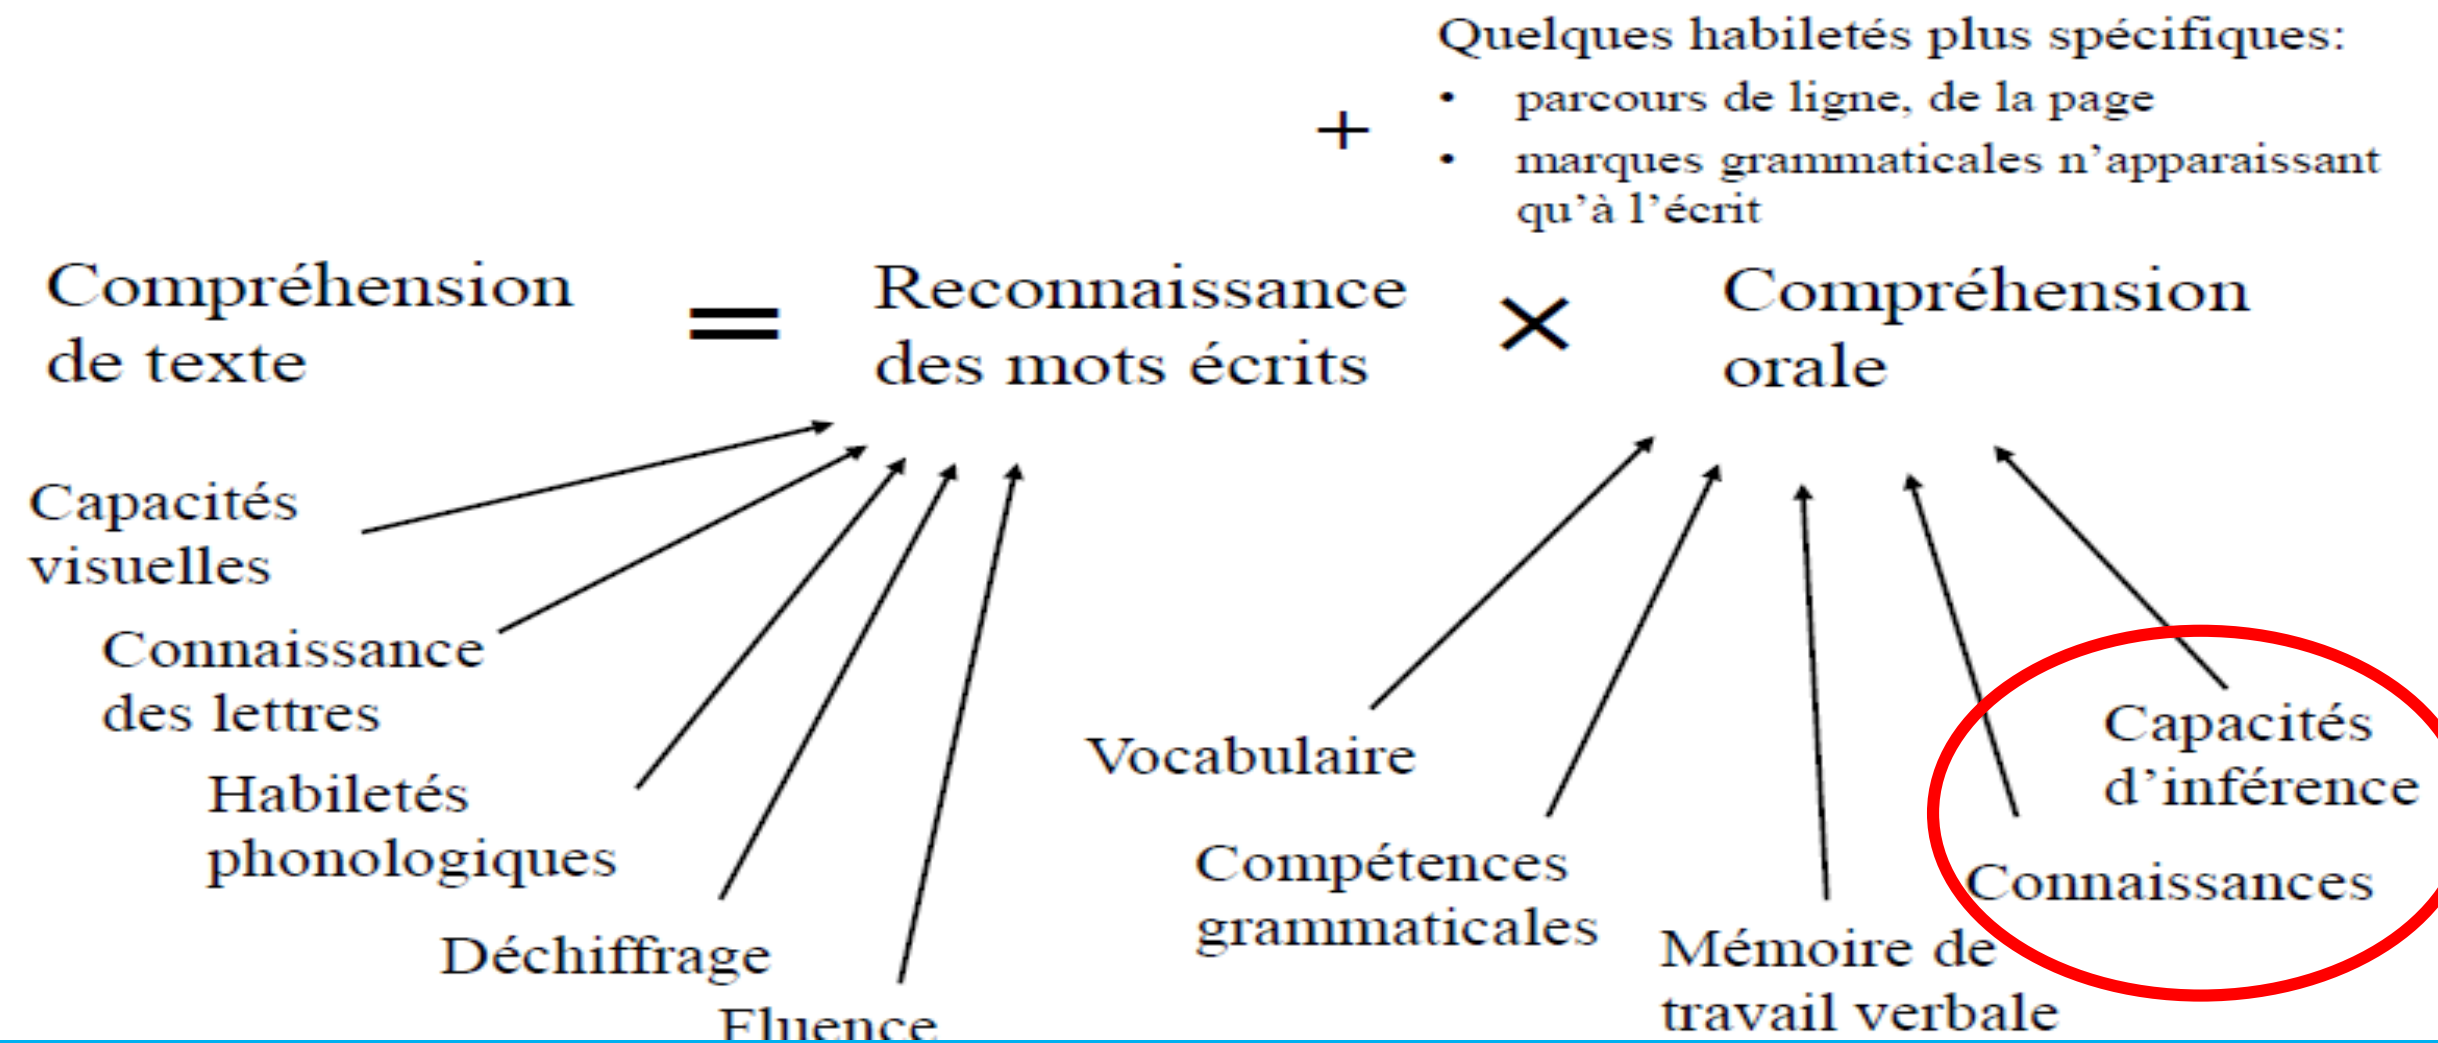 Quelques habiletés plus spécifiques:
+
• parcours de ligne, de la page
• marques grammaticales n'apparaissant
qu'à l'écrit
Compréhension
de texte
=
Reconnaissance
des mots écrits
×
Compréhension
orale
Capacités
visuelles
Connaissance
des lettres
Habiletés
phonologiques
Déchiffrage
Fluence
Vocabulaire
Compétences
grammaticales
Mémoire de
travail verbale
Connaissances
Capacités
d'inférence